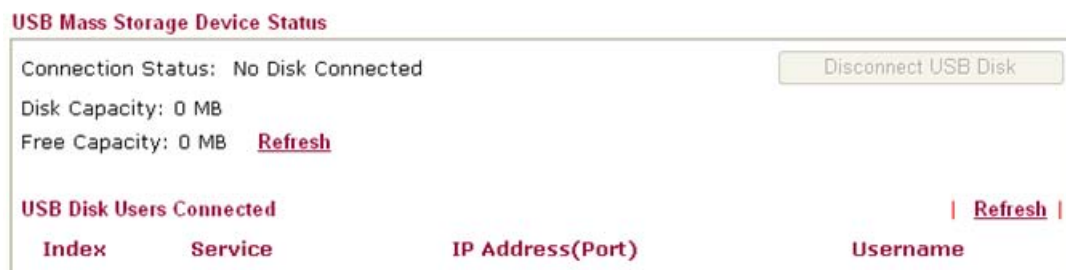 USB Mass Storage Device Status
Connection Status: No Disk Connected Disconnect USB Disk
Disk Capacity: 0 MB
Free Capacity: 0 MB Refresh
USB Disk Users Connected | Refresh |
Index Service IP Address(Port) Username